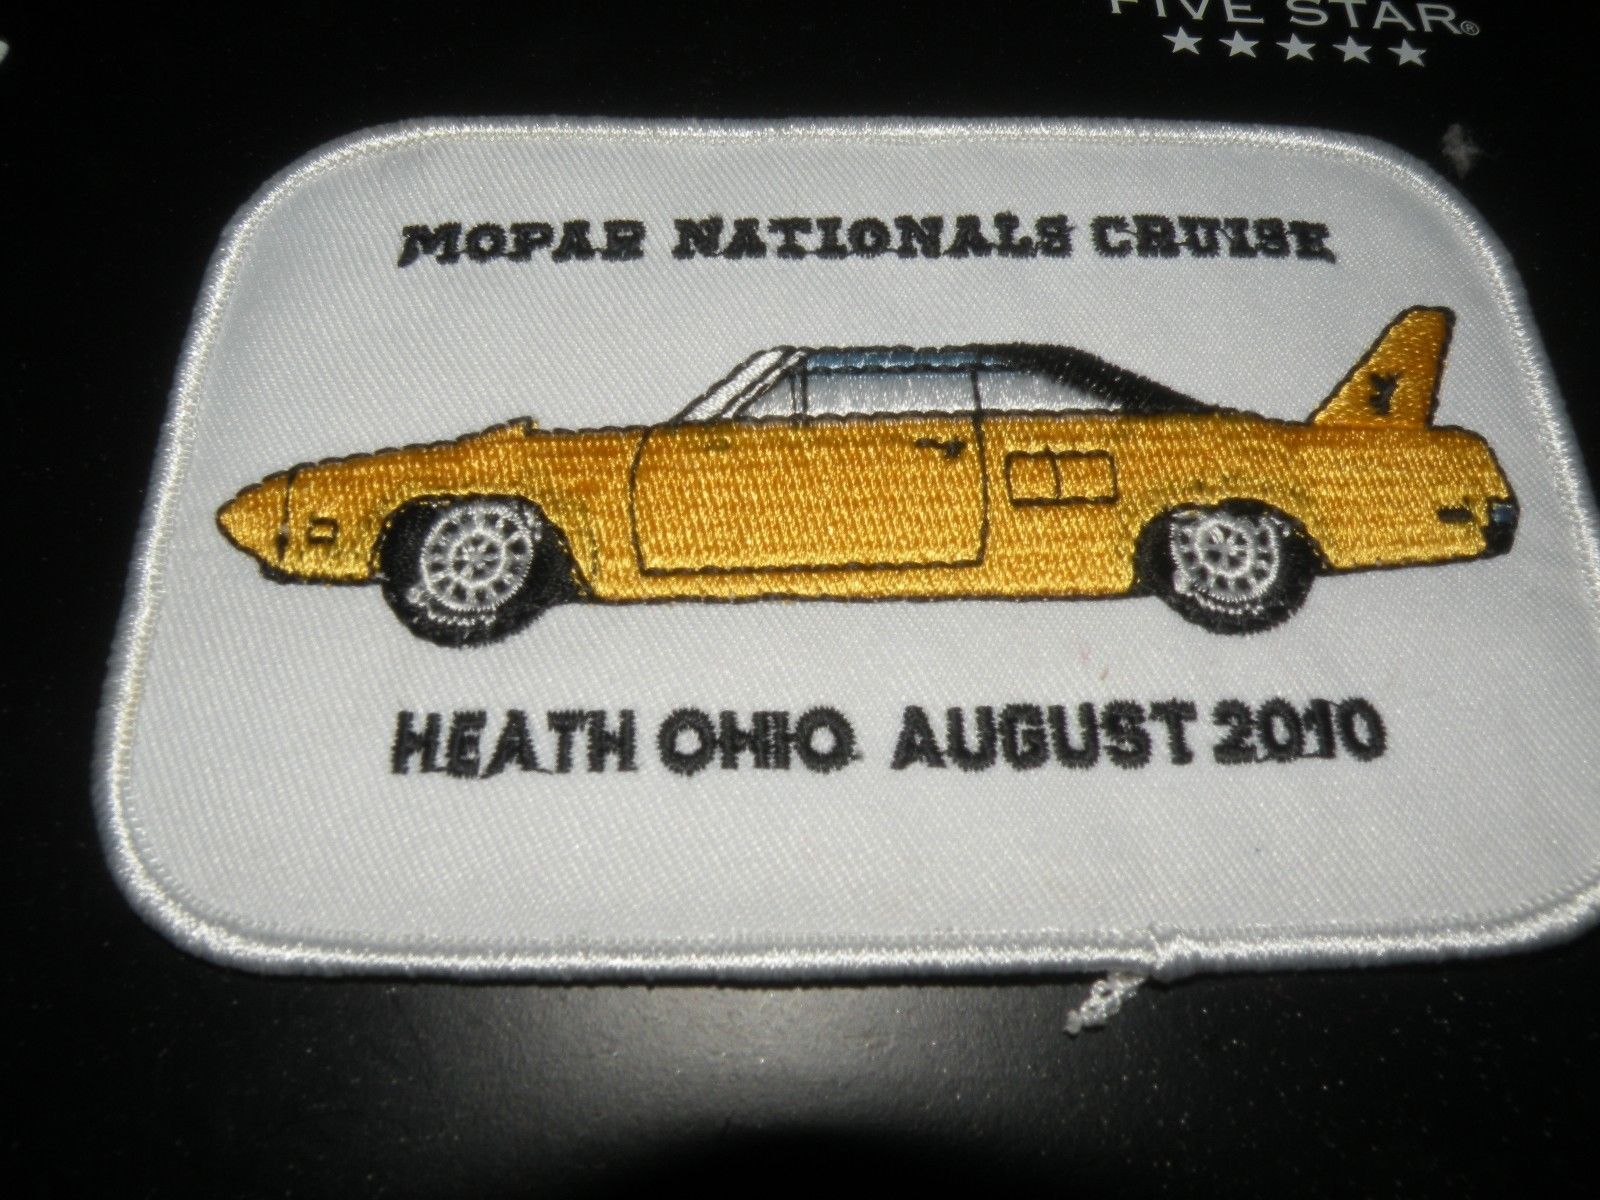 FIVE STAR®
MOPAR NATIONALS CRUISE
HEATH OHIO AUGUST 2010